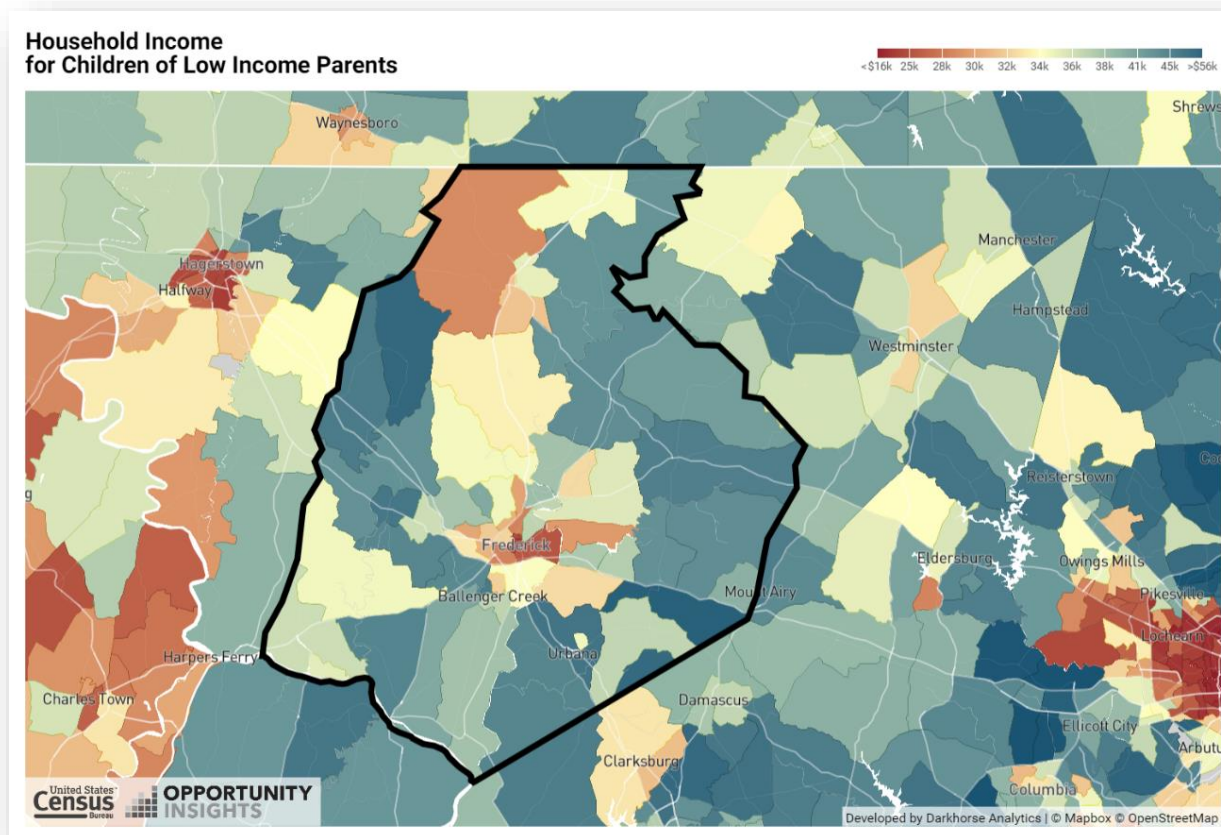 Household Income
for Children of Low Income Parents
<$16k 25k 28k 30k 32k 34k 36k 38k 41k 45k >$56k
Waynesboro
Shrews
Hagerstown
Halfway
Manchester
Hampstead
Westminster
Reisterstown
Co
g
Frederick
Eldersburg
Owings Mills
Ballenger Creek
Mount Airy
Pikesville
Lochearn
Harpers Ferry
Urbana
Charles Town
Damascus
Ellicott City
Arbutu
Clarksburg
Columbia
United States
Census
Bureau
OPPORTUNITY
INSIGHTS
Developed by Darkhorse Analytics | © Mapbox © OpenStreetMap